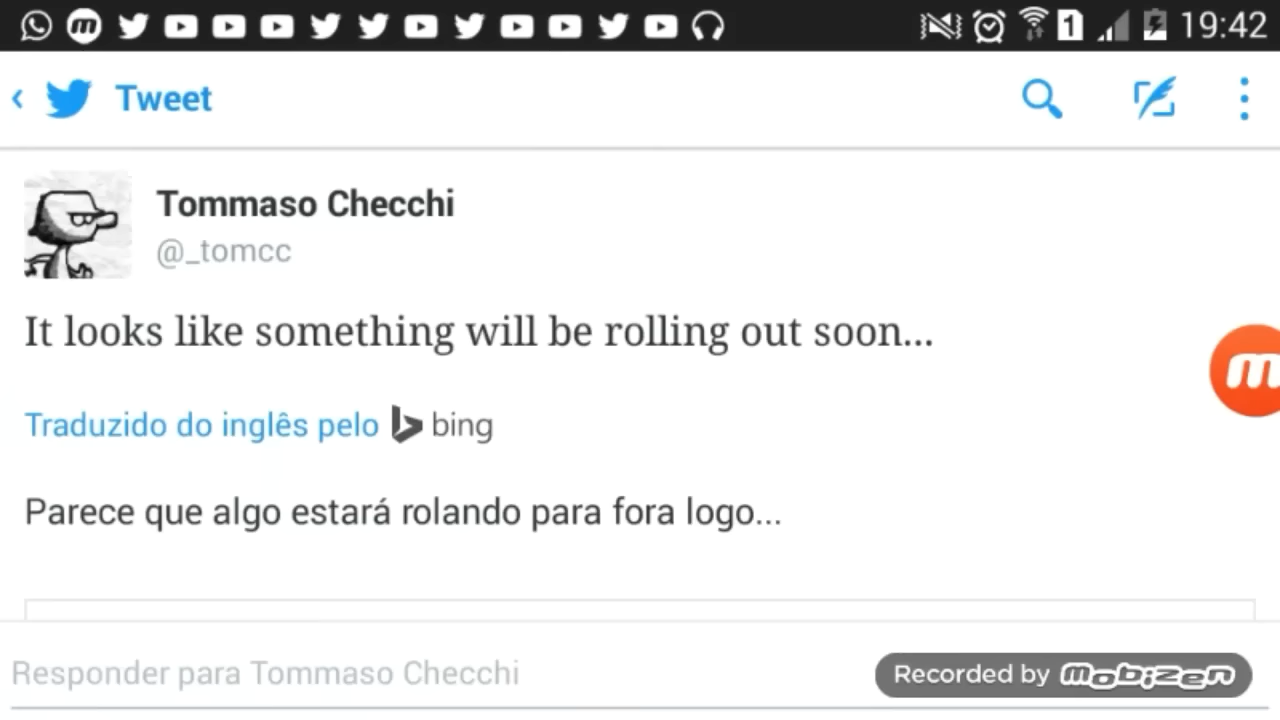 1 19:42
Tweet
Tommaso Checchi
@_tomcc
It looks like something will be rolling out soon...
m
Traduzido do inglês pelo bing
Parece que algo estará rolando para fora logo...
Responder para Tommaso Checchi
Recorded by mobizen